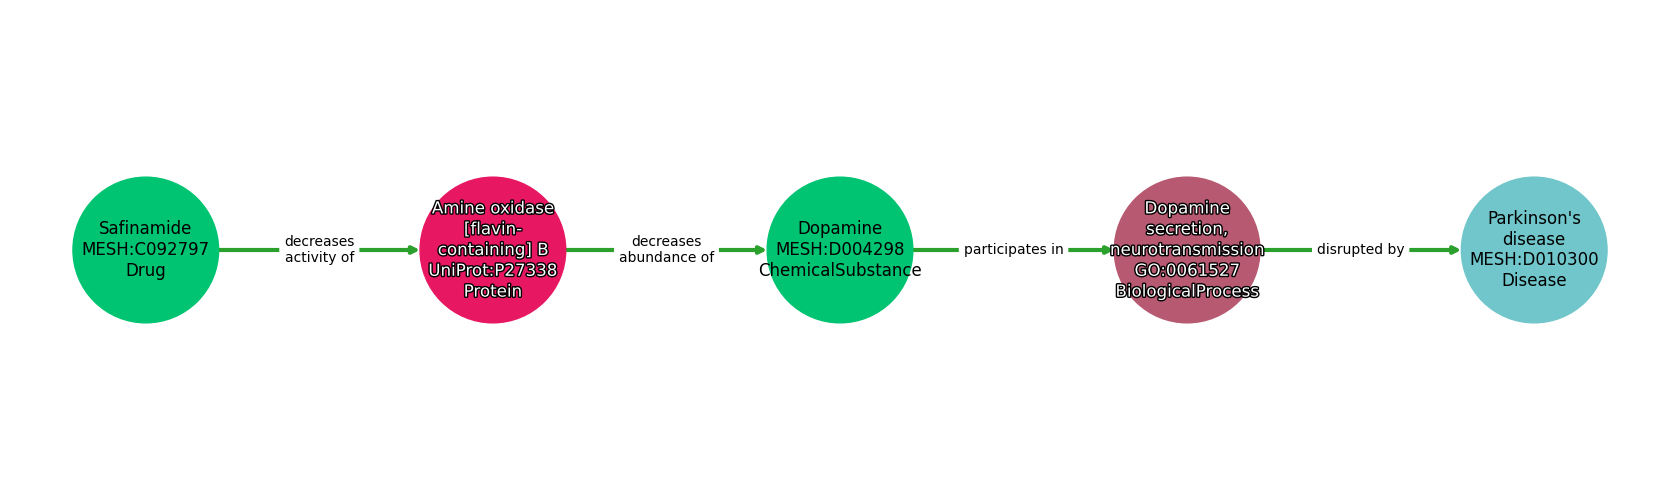 Safinamide
MESH:C092797
Drug
decreases
activity of
Amine oxidase
[flavin-
containing] B
UniProt:P27338
Protein
decreases
abundance of
Dopamine
MESH:D004298
ChemicalSubstance
participates in
Dopamine
secretion,
neurotransmission
GO:0061527
BiologicalProcess
disrupted by
Parkinson's
disease
MESH:D010300
Disease